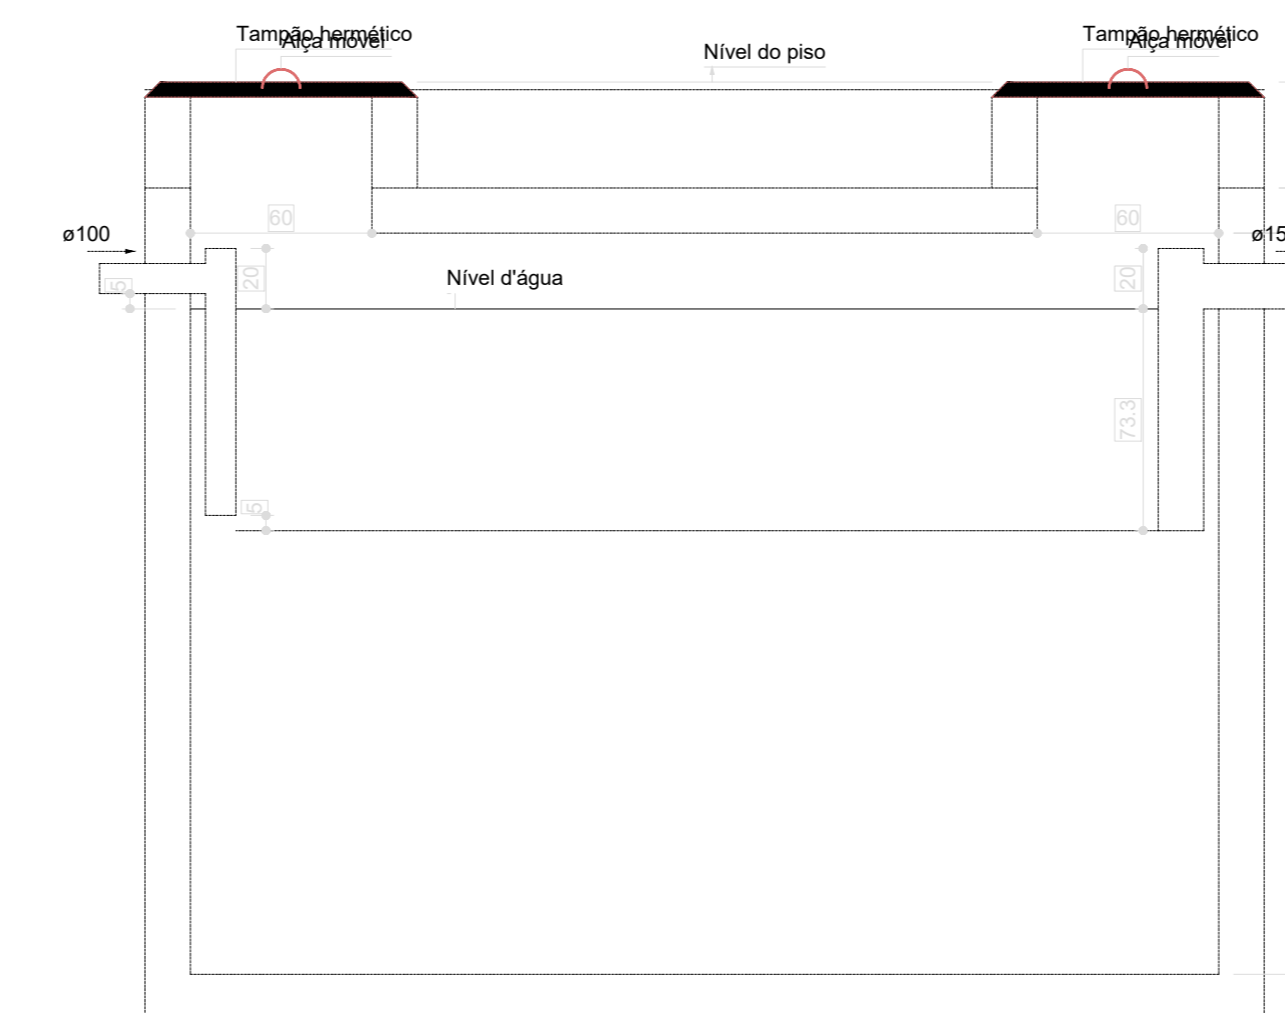 Tampão hermético
Alça móvel
Nível do piso
Tampão hermético
Alça móvel
60
60
ø100
ø15
5
20
Nível d'água
20
73.3
5